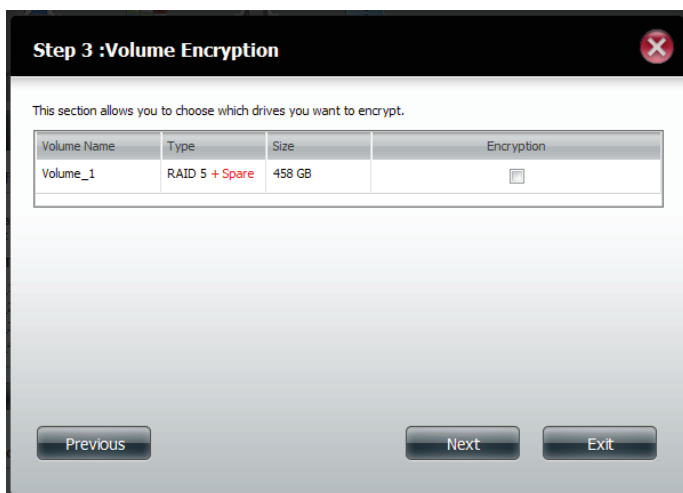 Step 3 :Volume Encryption
This section allows you to choose which drives you want to encrypt.
Volume Name Type Size Encryption
Volume_1 RAID 5 + Spare 458 GB
Previous Next Exit